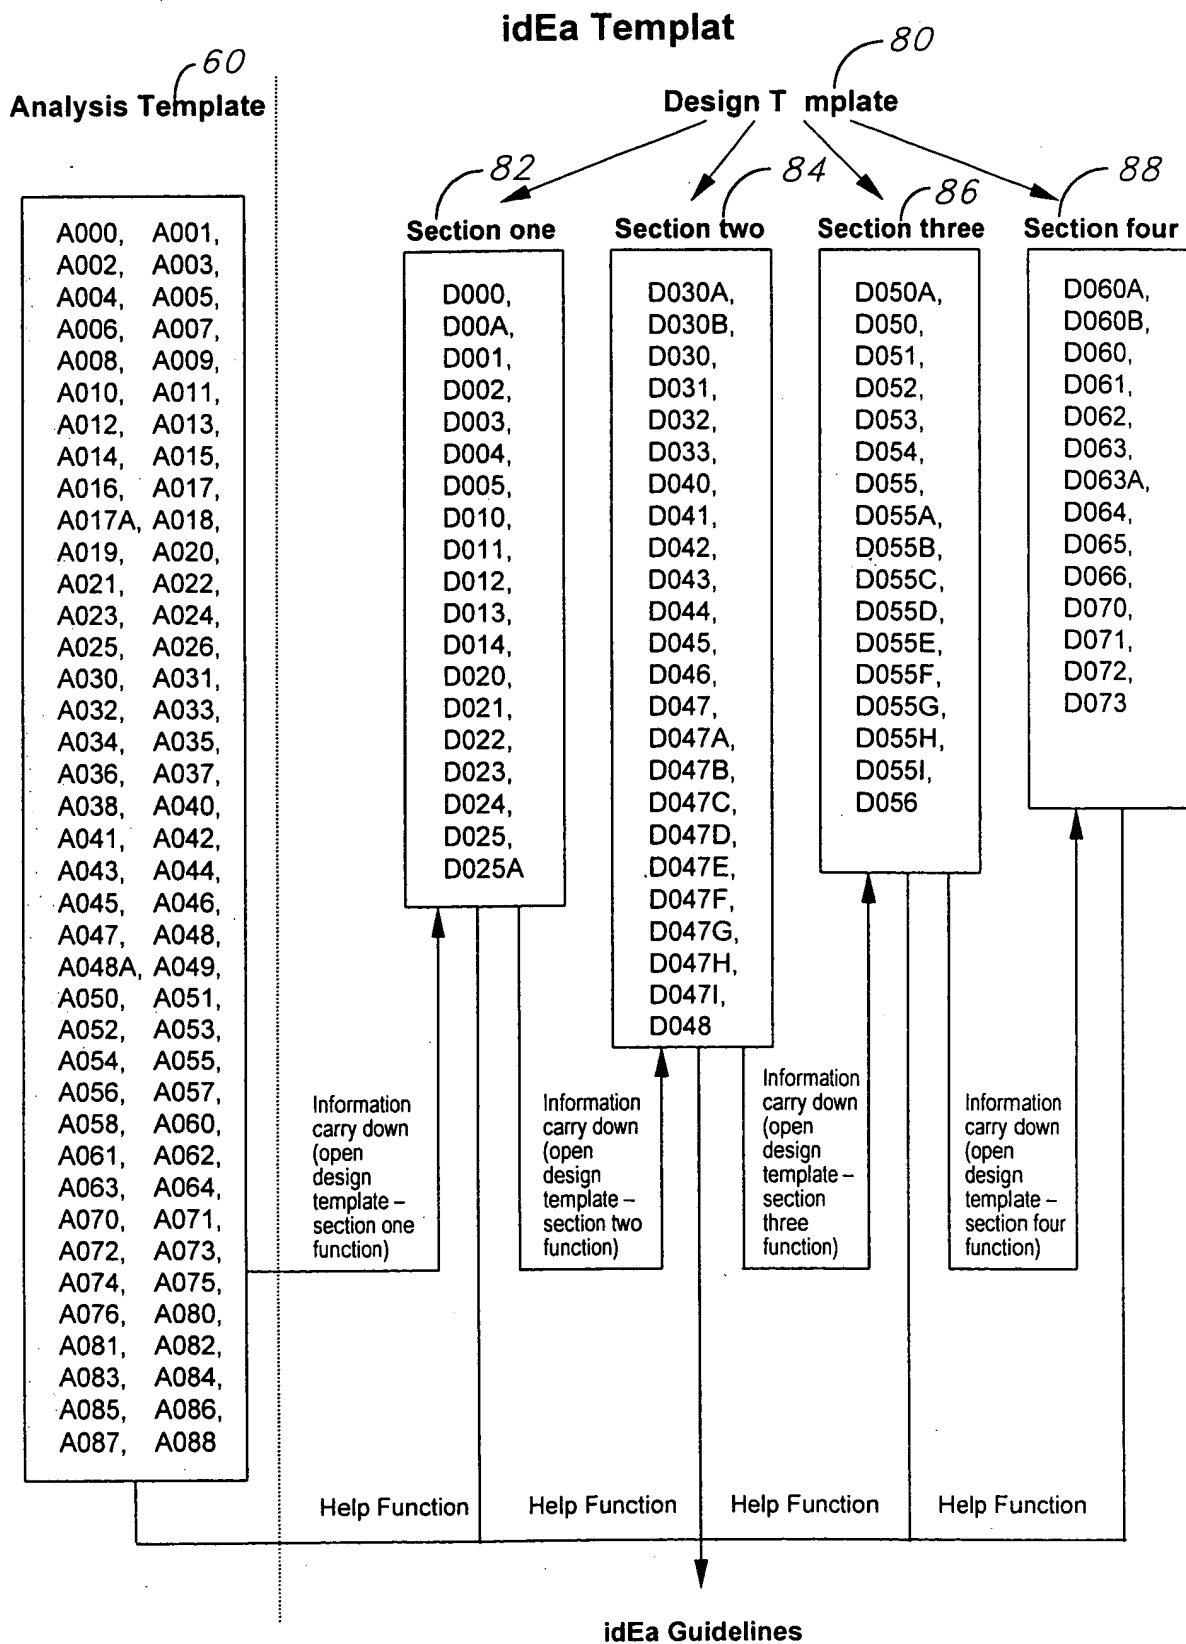 idEa Templat
60
Analysis Template
80
Design T mplate
82
84
86
88
Section one
Section two
Section three
Section four
A000, A001,
A002, A003,
A004, A005,
A006, A007,
A008, A009,
A010, A011,
A012, A013,
A014, A015,
A016, A017,
A017A, A018,
A019, A020,
A021, A022,
A023, A024,
A025, A026,
A030, A031,
A032, A033,
A034, A035,
A036, A037,
A038, A040,
A041, A042,
A043, A044,
A045, A046,
A047, A048,
A048A, A049,
A050, A051,
A052, A053,
A054, A055,
A056, A057,
A058, A060,
A061, A062,
A063, A064,
A070, A071,
A072, A073,
A074, A075,
A076, A080,
A081, A082,
A083, A084,
A085, A086,
A087, A088
D000,
D00A,
D001,
D002,
D003,
D004,
D005,
D010,
D011,
D012,
D013,
D014,
D020,
D021,
D022,
D023,
D024,
D025,
D025A
D030A,
D030B,
D030,
D031,
D032,
D033,
D040,
D041,
D042,
D043,
D044,
D045,
D046,
D047,
D047A,
D047B,
D047C,
D047D,
D047E,
D047F,
D047G,
D047H,
D047I,
D048
D050A,
D050,
D051,
D052,
D053,
D054,
D055,
D055A,
D055B,
D055C,
D055D,
D055E,
D055F,
D055G,
D055H,
D055I,
D056
D060A,
D060B,
D060,
D061,
D062,
D063,
D063A,
D064,
D065,
D066,
D070,
D071,
D072,
D073
Information
carry down
(open
design
template –
section one
function)
Information
carry down
(open
design
template –
section two
function)
Information
carry down
(open
design
template –
section
three
function)
Information
carry down
(open
design
template –
section four
function)
Help Function
Help Function
Help Function
Help Function
idEa Guidelines